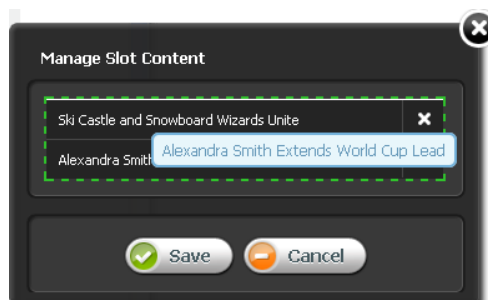 Manage Slot Content
Ski Castle and Snowboard Wizards Unite
Alexandra Smith
Alexandra Smith Extends World Cup Lead
Save
Cancel